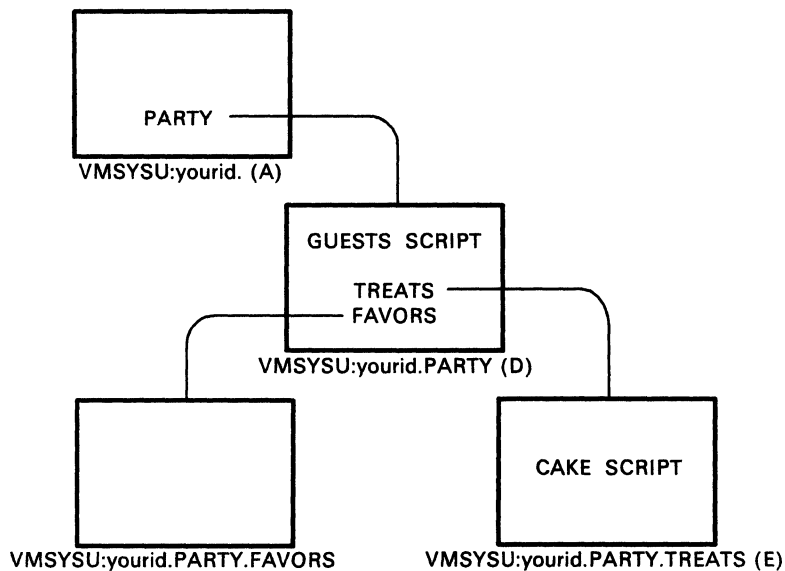 PARTY
VMSYSU:yourid. (A)
GUESTS SCRIPT
TREATS
FAVORS
VMSYSU:yourid.PARTY (D)
CAKE SCRIPT
VMSYSU:yourid.PARTY.FAVORS
VMSYSU:yourid.PARTY.TREATS (E)